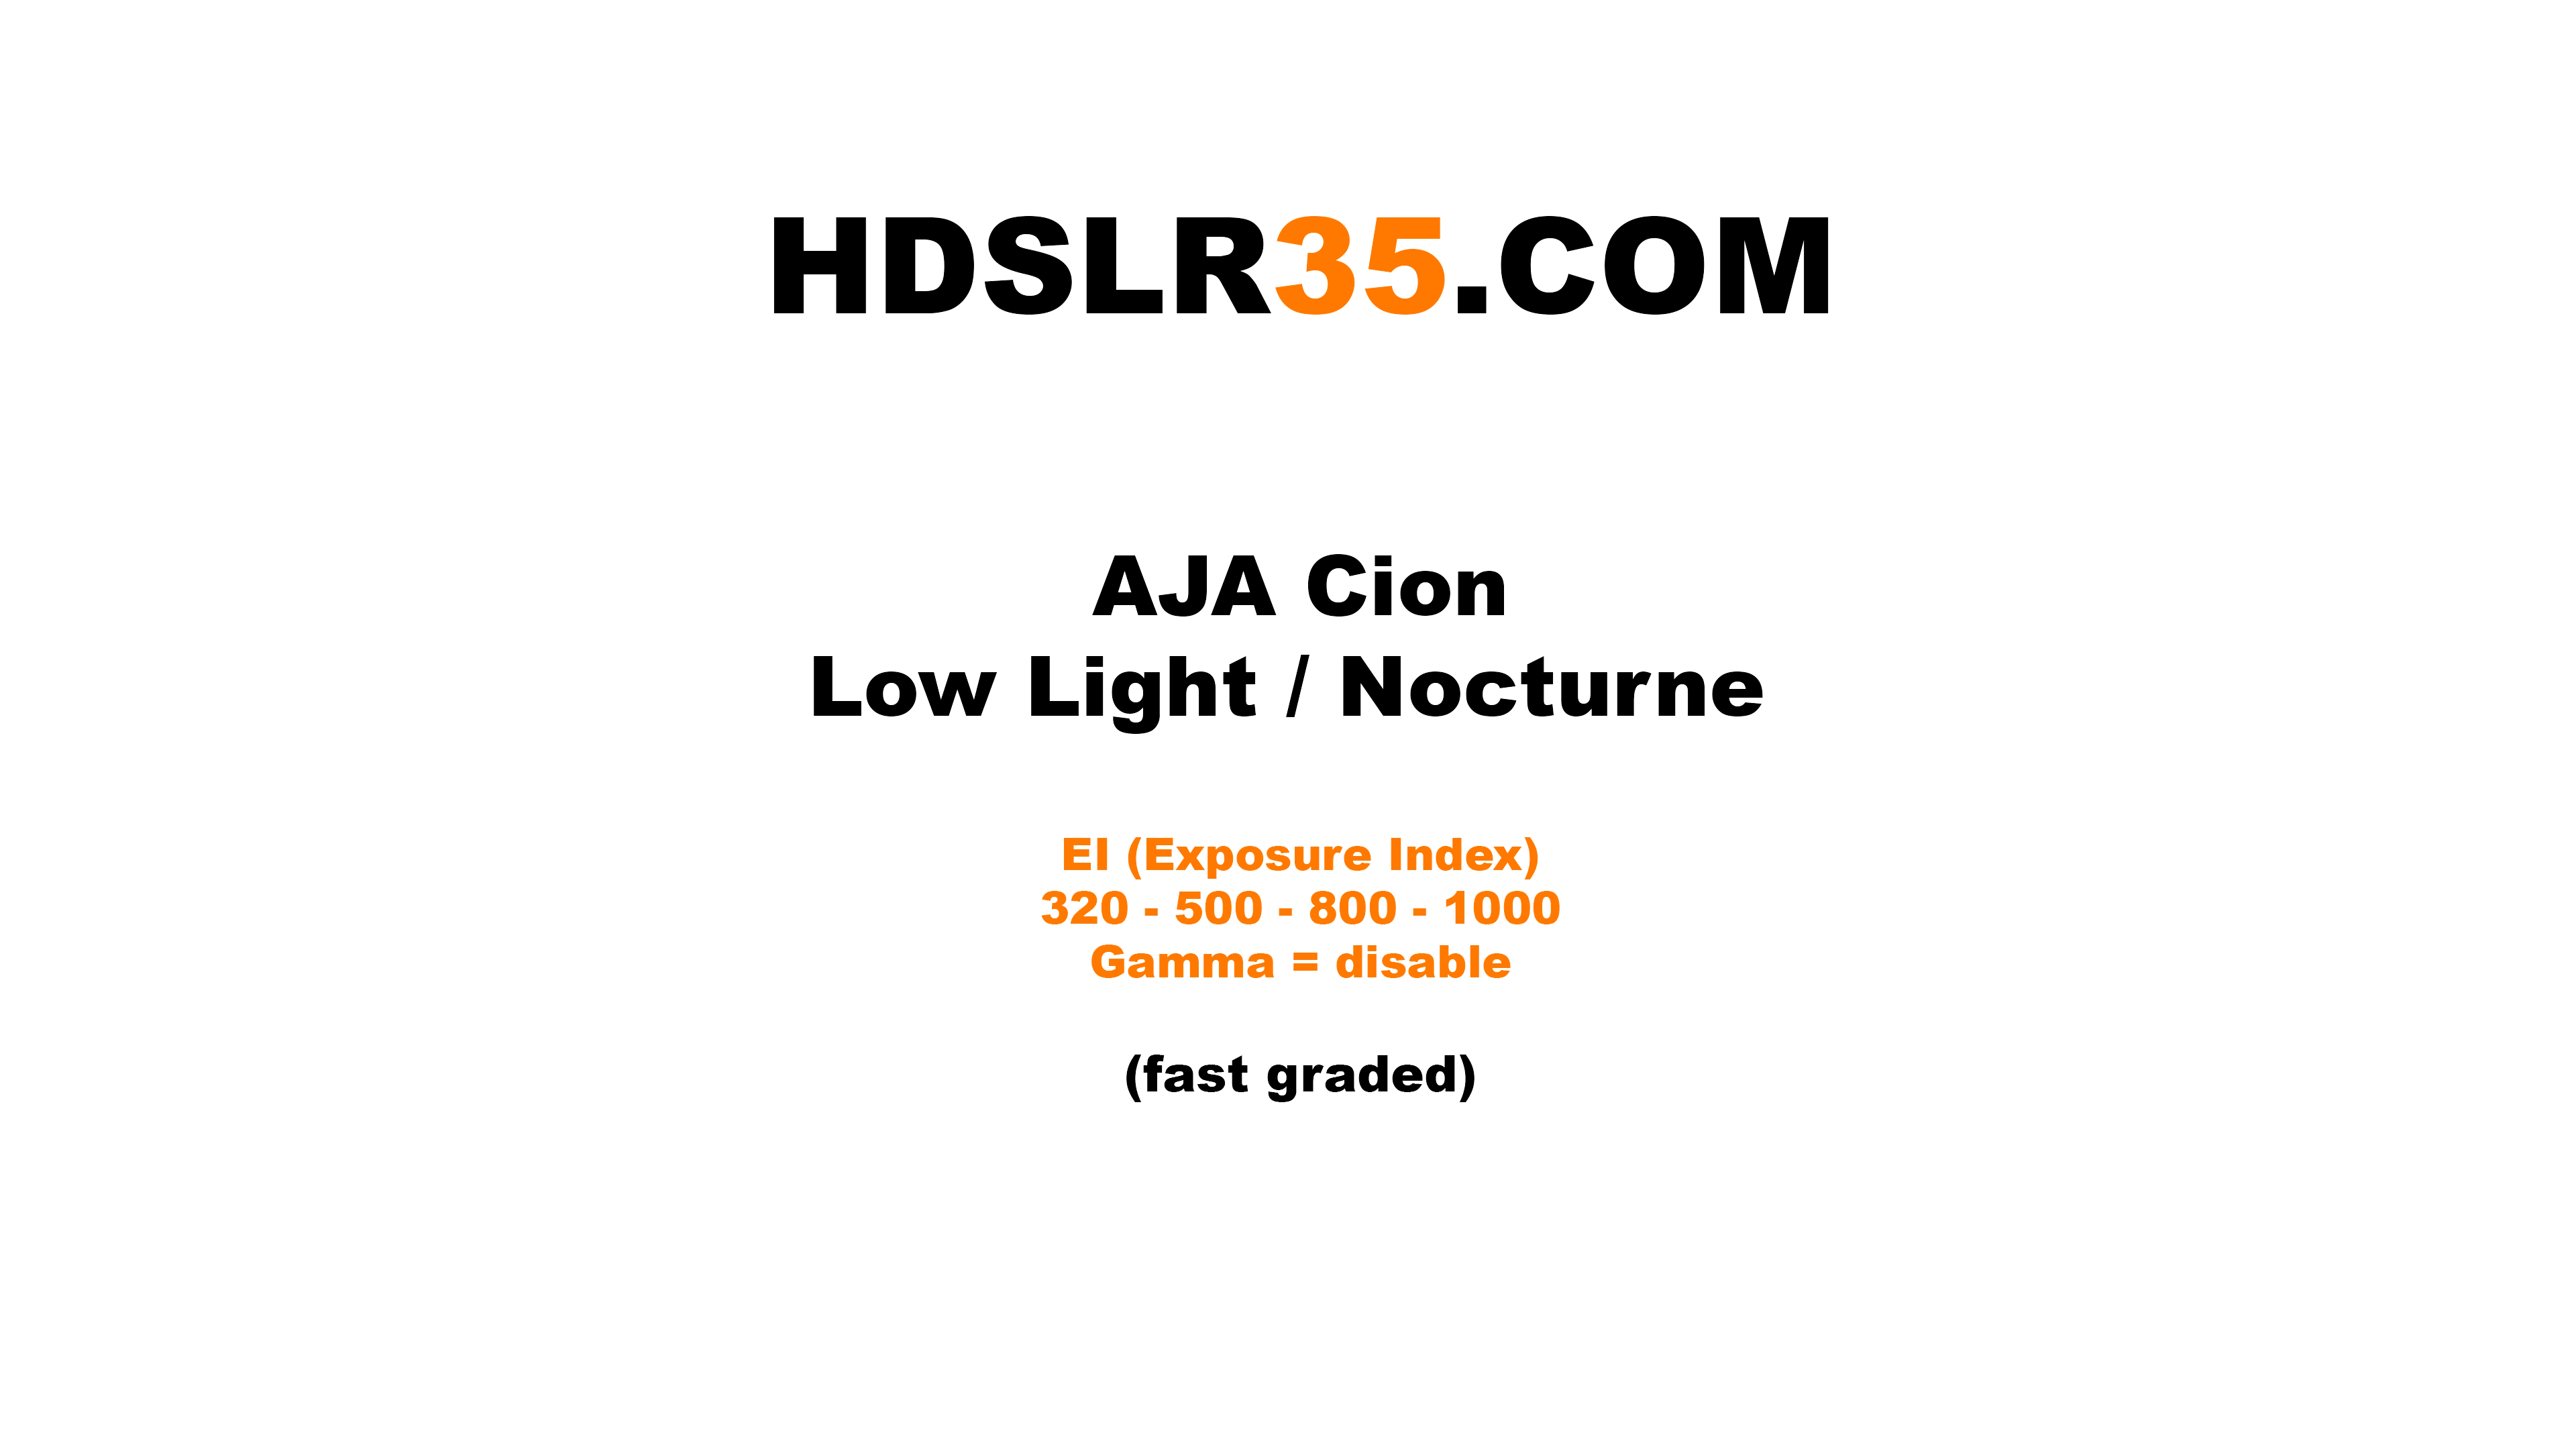 HDSLR35.COM
AJA Cion
Low Light / Nocturne
EI (Exposure Index)
320 - 500 - 800 - 1000
Gamma = disable
(fast graded)